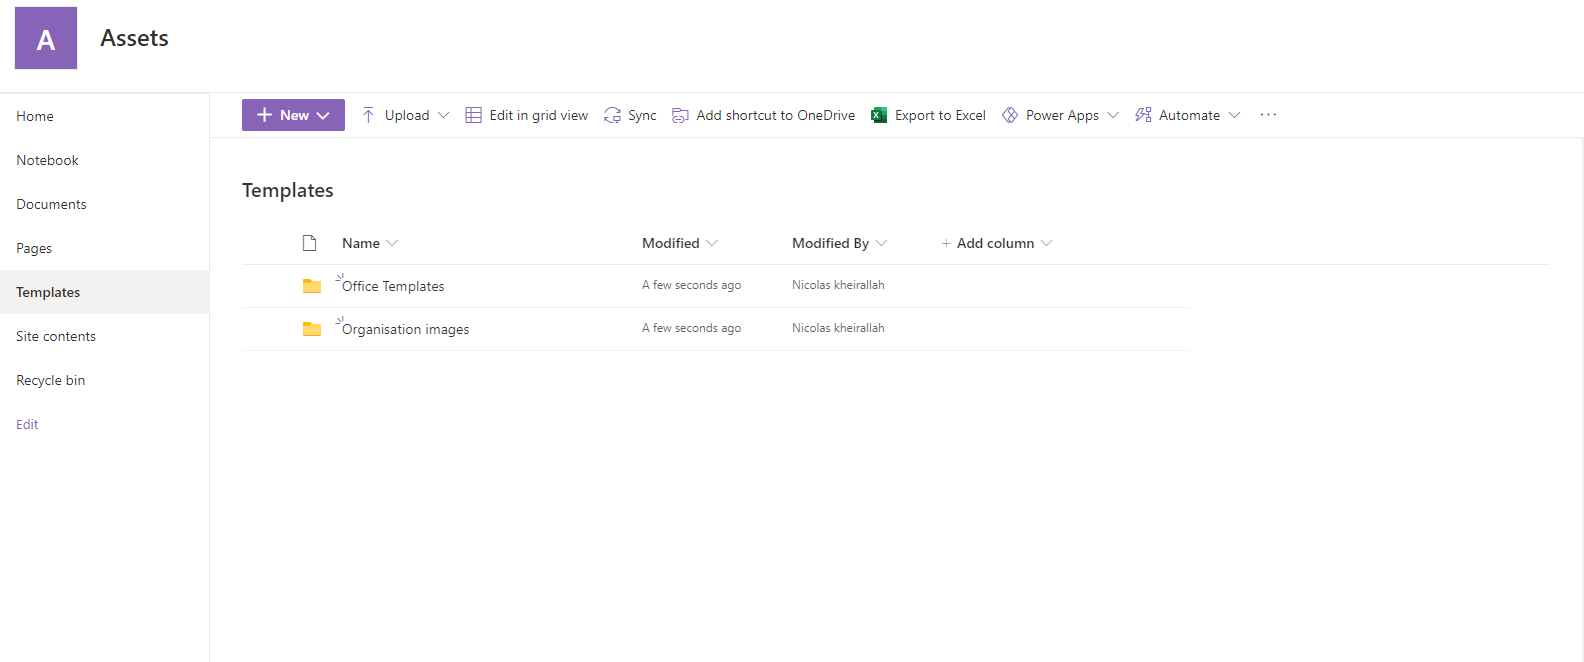 A
Assets
Home
Notebook
Documents
Pages
Templates
Site contents
Recycle bin
Edit
+ New Upload Edit in grid view Sync Add shortcut to OneDrive Export to Excel Power Apps Automate ...
Templates
Name Modified Modified By + Add column
Office Templates A few seconds ago Nicolas kheirallah
Organisation images A few seconds ago Nicolas kheirallah